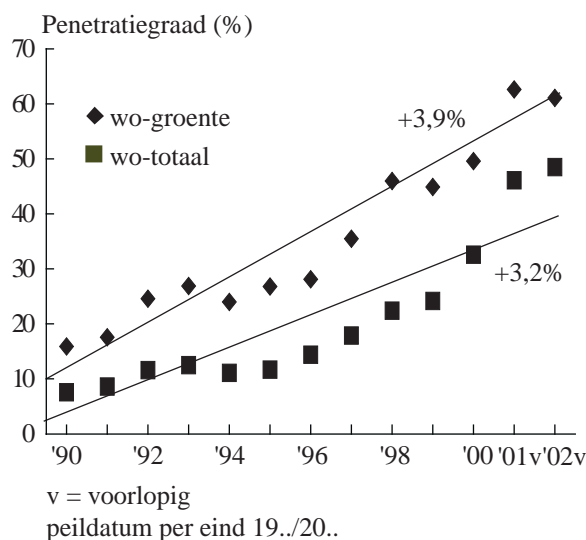 Penetratiegraad (%)
70
60
50
40
30
20
10
0
wo-groente
wo-totaal
+3,9%
+3,2%
'90 '92 '94 '96 '98 '00 '01v '02v
v = voorlopig
peildatum per eind 19../20..